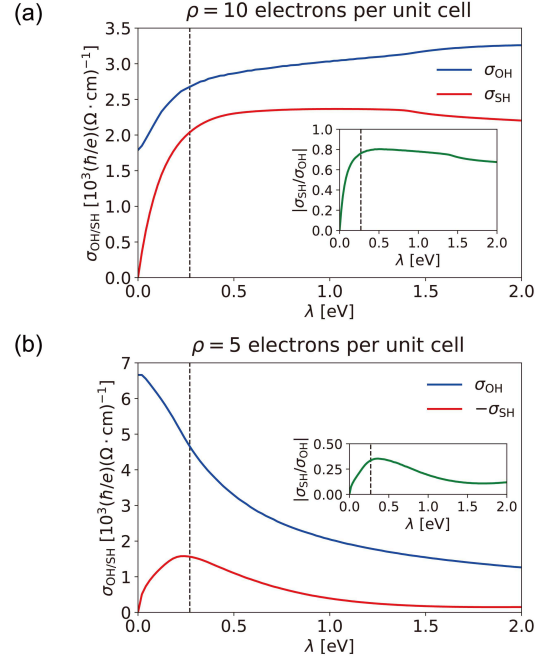 (a)
ρ = 10 electrons per unit cell
σOH/SH [10³(ħ/e)(Ω · cm)⁻¹]
3.5
3.0
2.5
2.0
1.5
1.0
0.5
0.0
σOH
σSH
|σSH/σOH|
1.0
0.8
0.6
0.4
0.2
0.0
0.0 0.5 1.0 1.5 2.0
λ [eV]
0.0 0.5 1.0 1.5 2.0
λ [eV]
(b)
ρ = 5 electrons per unit cell
σOH/SH [10³(ħ/e)(Ω · cm)⁻¹]
7
6
5
4
3
2
1
0
σOH
−σSH
|σSH/σOH|
0.50
0.25
0.00
0.0 0.5 1.0 1.5 2.0
λ [eV]
0.0 0.5 1.0 1.5 2.0
λ [eV]